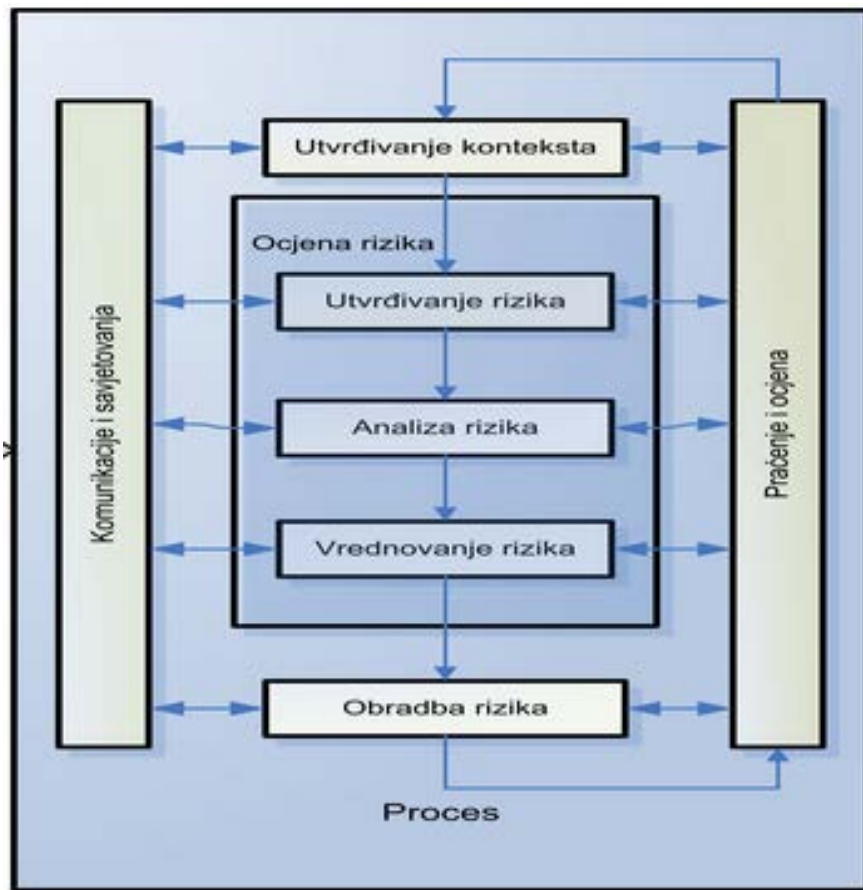 Utvrđivanje konteksta
Ocjena rizika
Utvrđivanje rizika
Analiza rizika
Vrednovanje rizika
Obradba rizika
Proces
Komunikacije i savjetovanja
Praćenje i ocjena